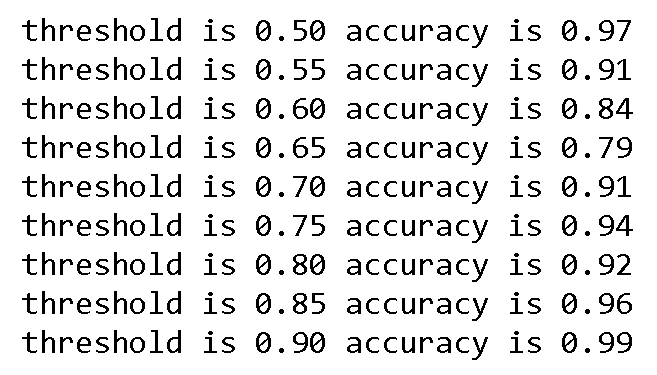 threshold is 0.50 accuracy is 0.97
threshold is 0.55 accuracy is 0.91
threshold is 0.60 accuracy is 0.84
threshold is 0.65 accuracy is 0.79
threshold is 0.70 accuracy is 0.91
threshold is 0.75 accuracy is 0.94
threshold is 0.80 accuracy is 0.92
threshold is 0.85 accuracy is 0.96
threshold is 0.90 accuracy is 0.99